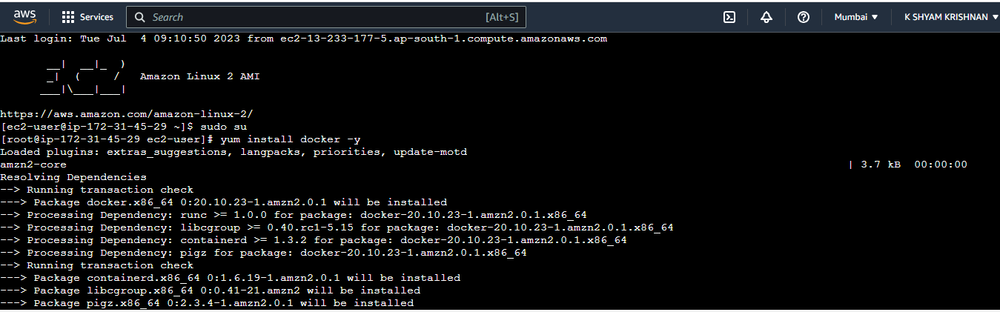 aws Services Search [Alt+S] Mumbai K SHYAM KRISHNAN
Last login: Tue Jul  4 09:10:50 2023 from ec2-13-233-177-5.ap-south-1.compute.amazonaws.com
       __|  __|_  )
       _|  (     /   Amazon Linux 2 AMI
      ___|\___|___|
https://aws.amazon.com/amazon-linux-2/
[ec2-user@ip-172-31-45-29 ~]$ sudo su
[root@ip-172-31-45-29 ec2-user]# yum install docker -y
Loaded plugins: extras_suggestions, langpacks, priorities, update-motd
amzn2-core | 3.7 kB  00:00:00
Resolving Dependencies
--> Running transaction check
---> Package docker.x86_64 0:20.10.23-1.amzn2.0.1 will be installed
--> Processing Dependency: runc >= 1.0.0 for package: docker-20.10.23-1.amzn2.0.1.x86_64
--> Processing Dependency: libcgroup >= 0.40.rc1-5.15 for package: docker-20.10.23-1.amzn2.0.1.x86_64
--> Processing Dependency: containerd >= 1.3.2 for package: docker-20.10.23-1.amzn2.0.1.x86_64
--> Processing Dependency: pigz for package: docker-20.10.23-1.amzn2.0.1.x86_64
--> Running transaction check
---> Package containerd.x86_64 0:1.6.19-1.amzn2.0.1 will be installed
---> Package libcgroup.x86_64 0:0.41-21.amzn2 will be installed
---> Package pigz.x86_64 0:2.3.4-1.amzn2.0.1 will be installed